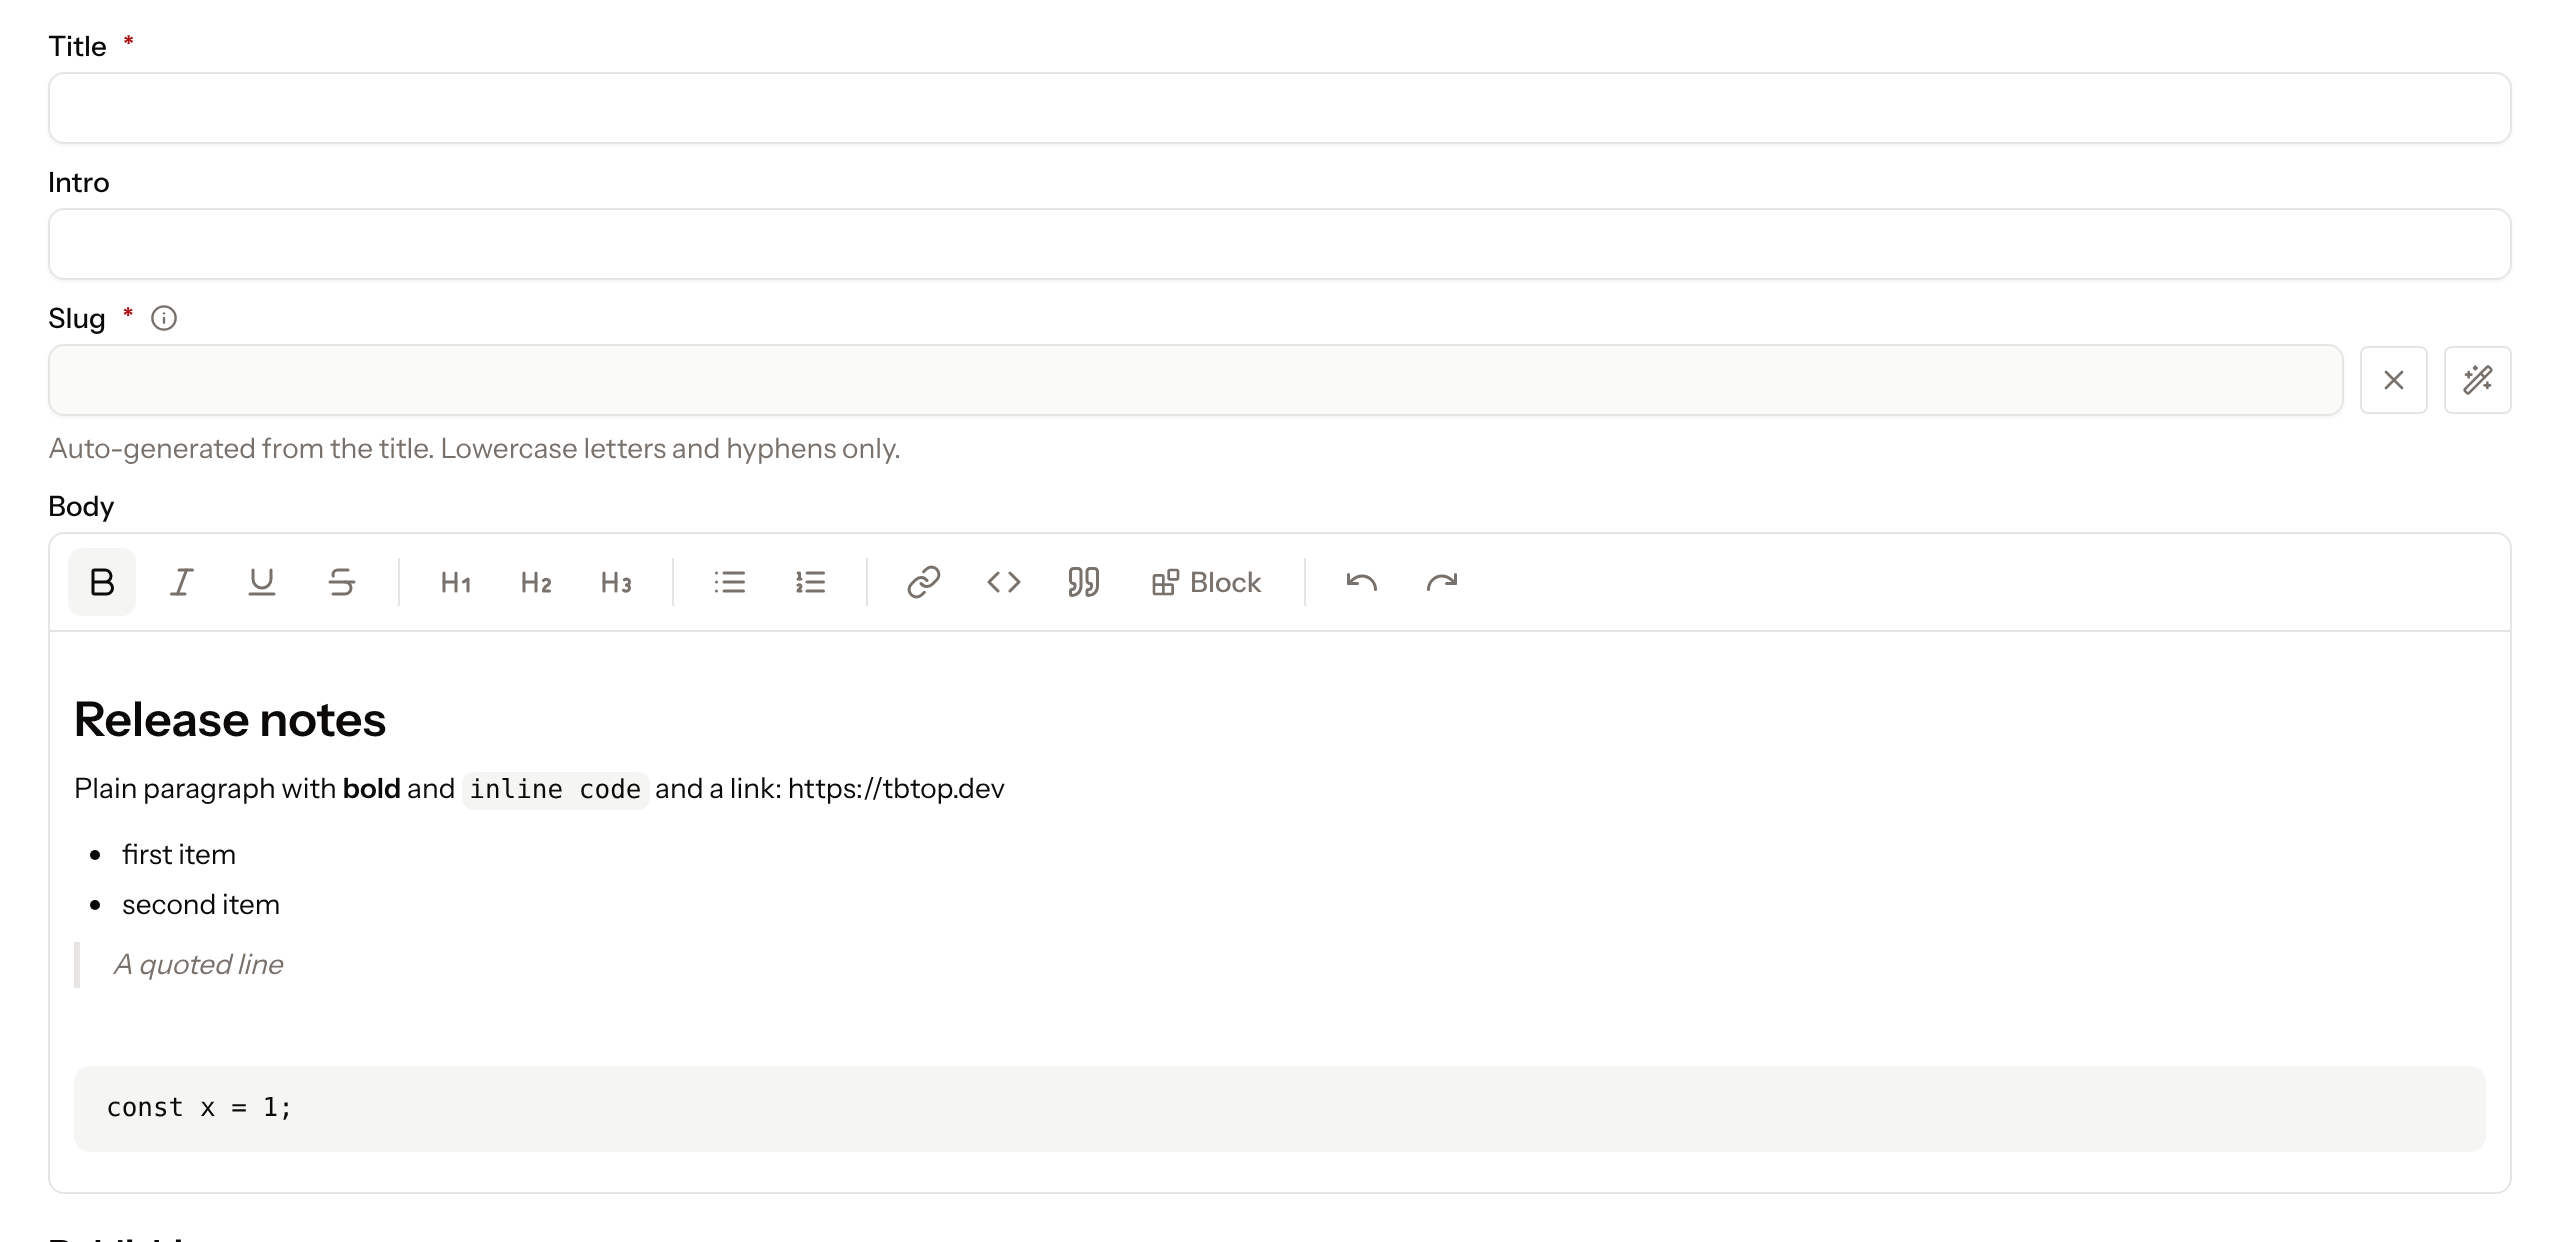 Title *
Intro
Slug *
Auto-generated from the title. Lowercase letters and hyphens only.
Body
B I U S H1 H2 H3 Block
Release notes
Plain paragraph with bold and inline code and a link: https://tbtop.dev
first item
second item
A quoted line
const x = 1;